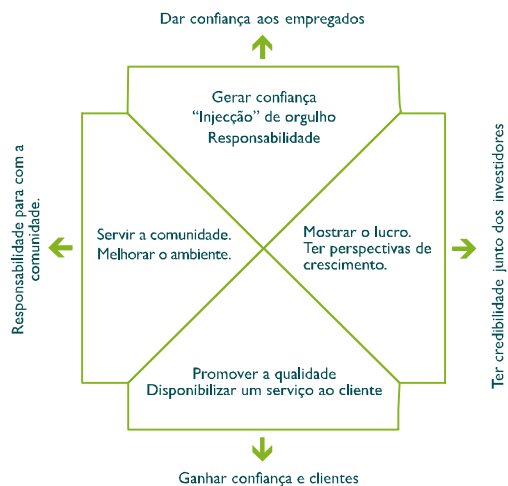 Dar confiança aos empregados
Gerar confiança
“Injecção” de orgulho
Responsabilidade
Responsabilidade para com a
comunidade.
Servir a comunidade.
Melhorar o ambiente.
Mostrar o lucro.
Ter perspectivas de
crescimento.
Ter credibilidade junto dos investidores
Promover a qualidade
Disponibilizar um serviço ao cliente
Ganhar confiança e clientes